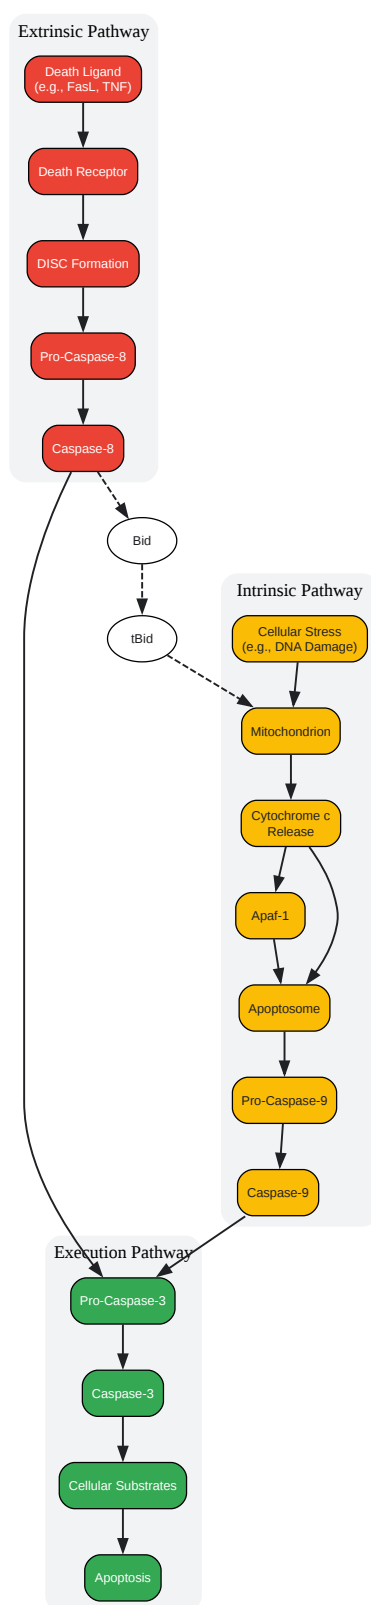 Extrinsic Pathway
Death Ligand
(e.g., FasL, TNF)
Death Receptor
DISC Formation
Pro-Caspase-8
Caspase-8
Bid
tBid
Intrinsic Pathway
Cellular Stress
(e.g., DNA Damage)
Mitochondrion
Cytochrome c
Release
Apaf-1
Apoptosome
Pro-Caspase-9
Caspase-9
Execution Pathway
Pro-Caspase-3
Caspase-3
Cellular Substrates
Apoptosis